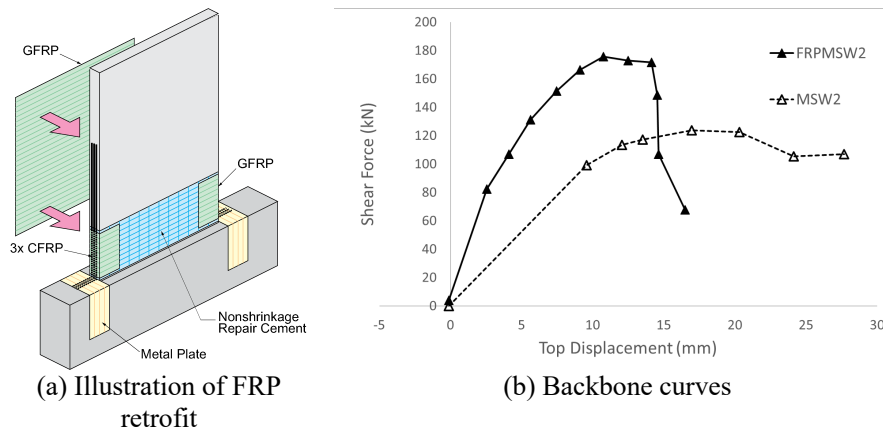 GFRP
GFRP
3x CFRP
Nonshrinkage
Repair Cement
Metal Plate
(a) Illustration of FRP
retrofit
200
180
160
140
120
100
80
60
40
20
0
-5
0
5
10
15
20
25
30
Shear Force (kN)
Top Displacement (mm)
FRPMSW2
MSW2
(b) Backbone curves